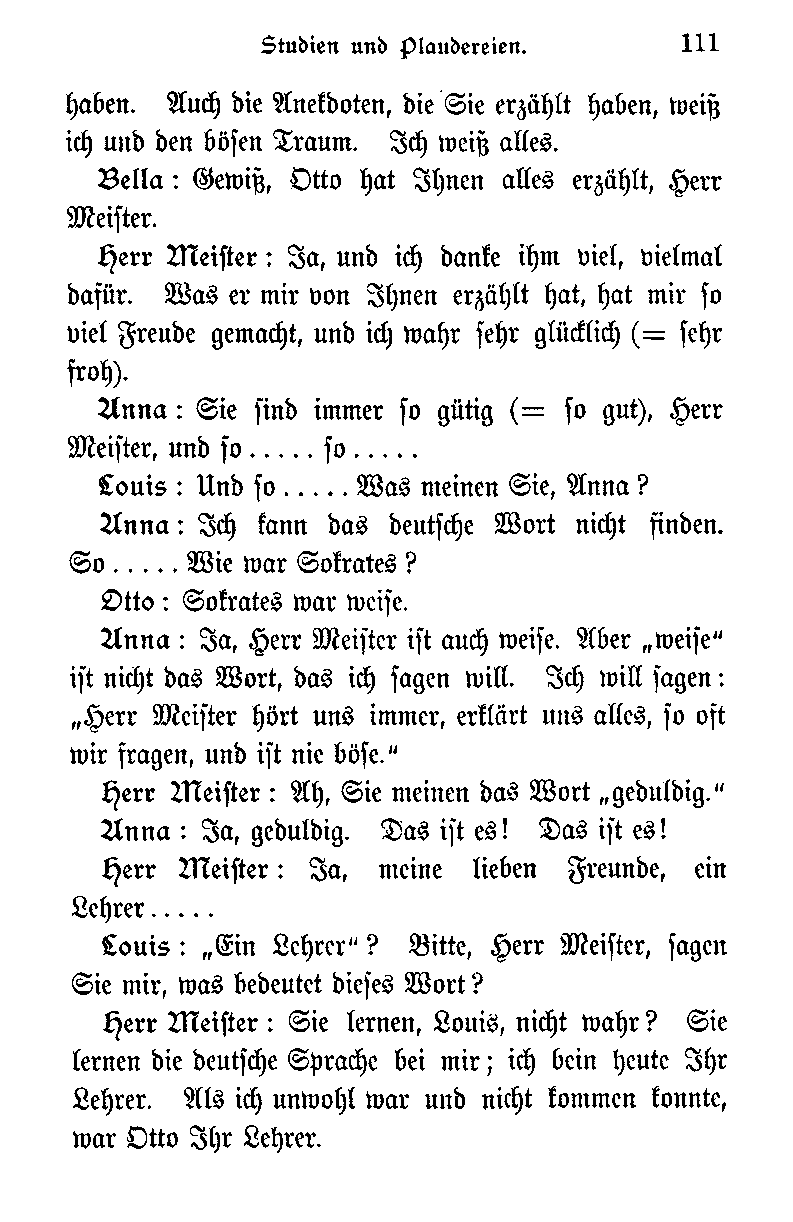 Studien und Plaudereien. 111
haben. Auch die Anekdoten, die Sie erzählt haben, weiß
ich und den bösen Traum. Ich weiß alles.
Bella: Gewiß, Otto hat Ihnen alles erzählt, Herr
Meister.
Herr Meister: Ja, und ich danke ihm viel, vielmal
dafür. Was er mir von Ihnen erzählt hat, hat mir so
viel Freude gemacht, und ich wahr sehr glücklich (= sehr
froh).
Anna: Sie sind immer so gütig (= so gut), Herr
Meister, und so ..... so .....
Louis: Und so ..... Was meinen Sie, Anna?
Anna: Ich kann das deutsche Wort nicht finden.
So ..... Wie war Sokrates?
Otto: Sokrates war weise.
Anna: Ja, Herr Meister ist auch weise. Aber „weise“
ist nicht das Wort, das ich sagen will. Ich will sagen:
„Herr Meister hört uns immer, erklärt uns alles, so oft
wir fragen, und ist nie böse.“
Herr Meister: Ah, Sie meinen das Wort „geduldig.“
Anna: Ja, geduldig. Das ist es! Das ist es!
Herr Meister: Ja, meine lieben Freunde, ein
Lehrer .....
Louis: „Ein Lehrer“? Bitte, Herr Meister, sagen
Sie mir, was bedeutet dieses Wort?
Herr Meister: Sie lernen, Louis, nicht wahr? Sie
lernen die deutsche Sprache bei mir; ich bein heute Ihr
Lehrer. Als ich unwohl war und nicht kommen konnte,
war Otto Ihr Lehrer.